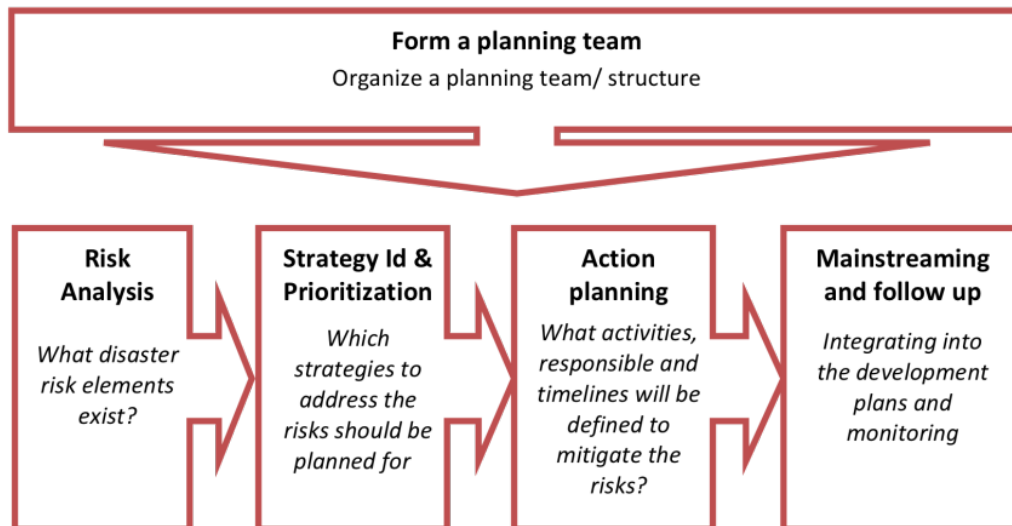 Form a planning team
Organize a planning team/ structure
Risk
Analysis
What disaster
risk elements
exist?
Strategy Id &
Prioritization
Which
strategies to
address the
risks should be
planned for
Action
planning
What activities,
responsible and
timelines will be
defined to
mitigate the
risks?
Mainstreaming
and follow up
Integrating into
the development
plans and
monitoring